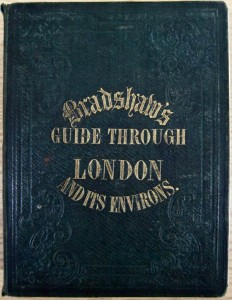 Bradshaw's
GUIDE THROUGH
LONDON
AND ITS ENVIRONS.